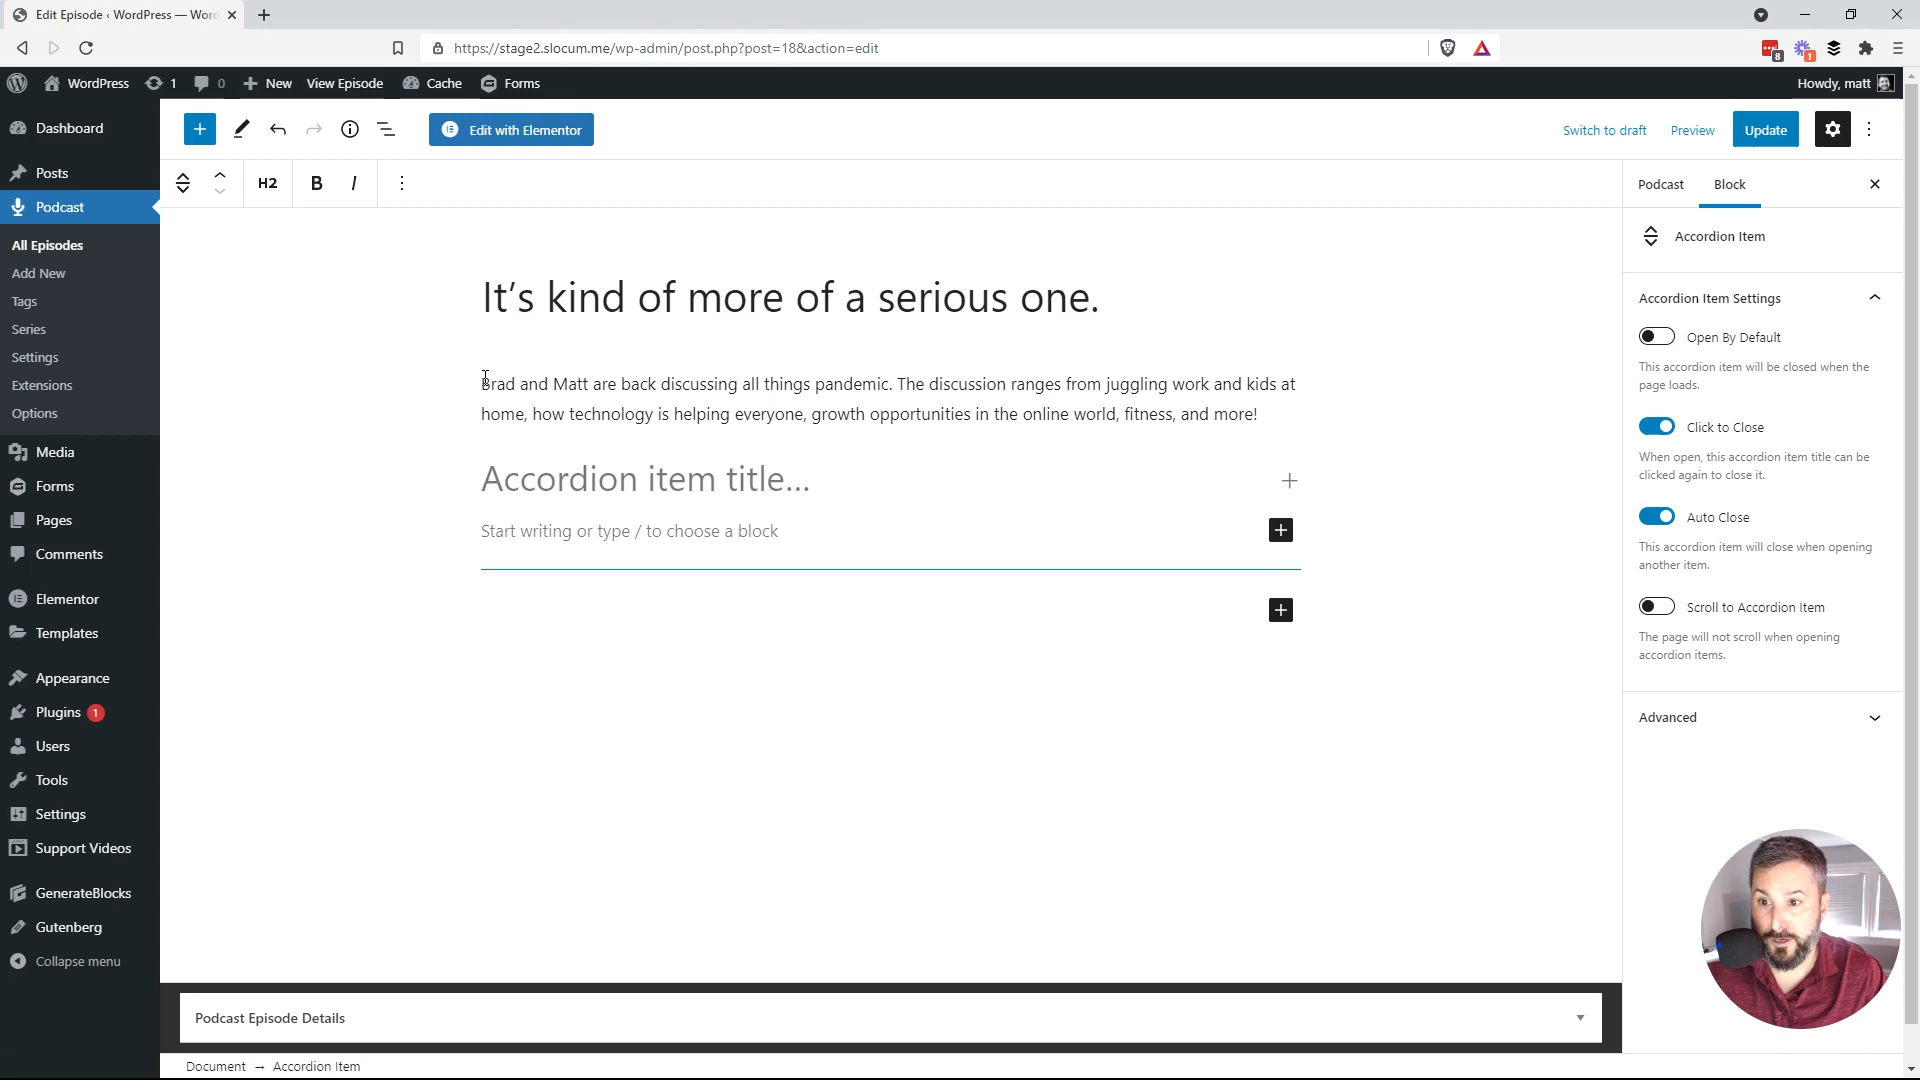 Edit Episode ‹ WordPress — Wor
https://stage2.slocum.me/wp-admin/post.php?post=18&action=edit
8
1
WordPress
1
0
New
View Episode
Cache
Forms
Howdy, matt
Dashboard
Posts
Podcast
All Episodes
Add New
Tags
Series
Settings
Extensions
Options
Media
Forms
Pages
Comments
Elementor
Templates
Appearance
Plugins 1
Users
Tools
Settings
Support Videos
GenerateBlocks
Gutenberg
Collapse menu
Edit with Elementor
Switch to draft
Preview
Update
H2
B
I
It's kind of more of a serious one.
Brad and Matt are back discussing all things pandemic. The discussion ranges from juggling work and kids at
home, how technology is helping everyone, growth opportunities in the online world, fitness, and more!
Accordion item title...
Start writing or type / to choose a block
Podcast Episode Details
Document → Accordion Item
Podcast
Block
Accordion Item
Accordion Item Settings
Open By Default
This accordion item will be closed when the
page loads.
Click to Close
When open, this accordion item title can be
clicked again to close it.
Auto Close
This accordion item will close when opening
another item.
Scroll to Accordion Item
The page will not scroll when opening
accordion items.
Advanced